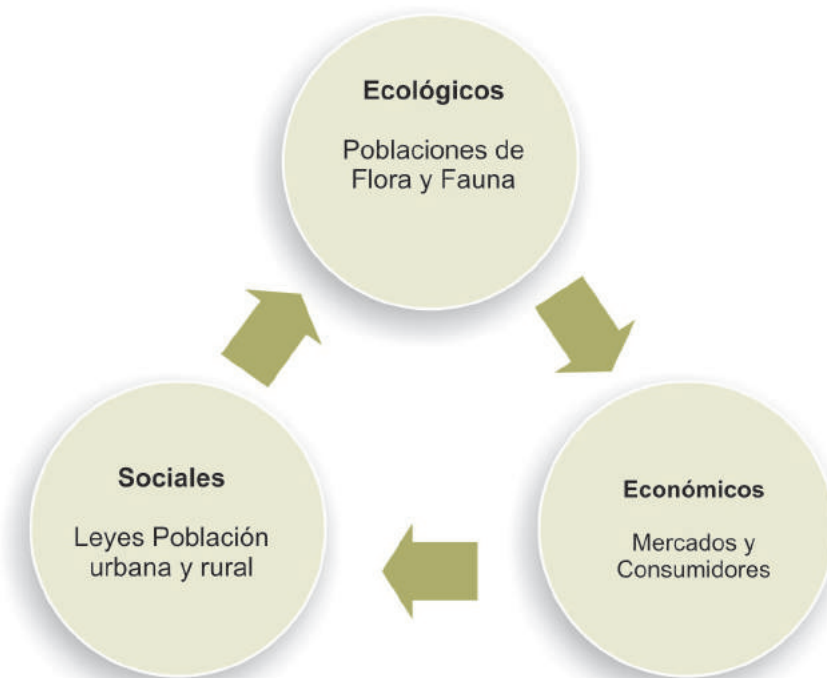 Ecológicos
Poblaciones de
Flora y Fauna
Sociales
Leyes Población
urbana y rural
Económicos
Mercados y
Consumidores